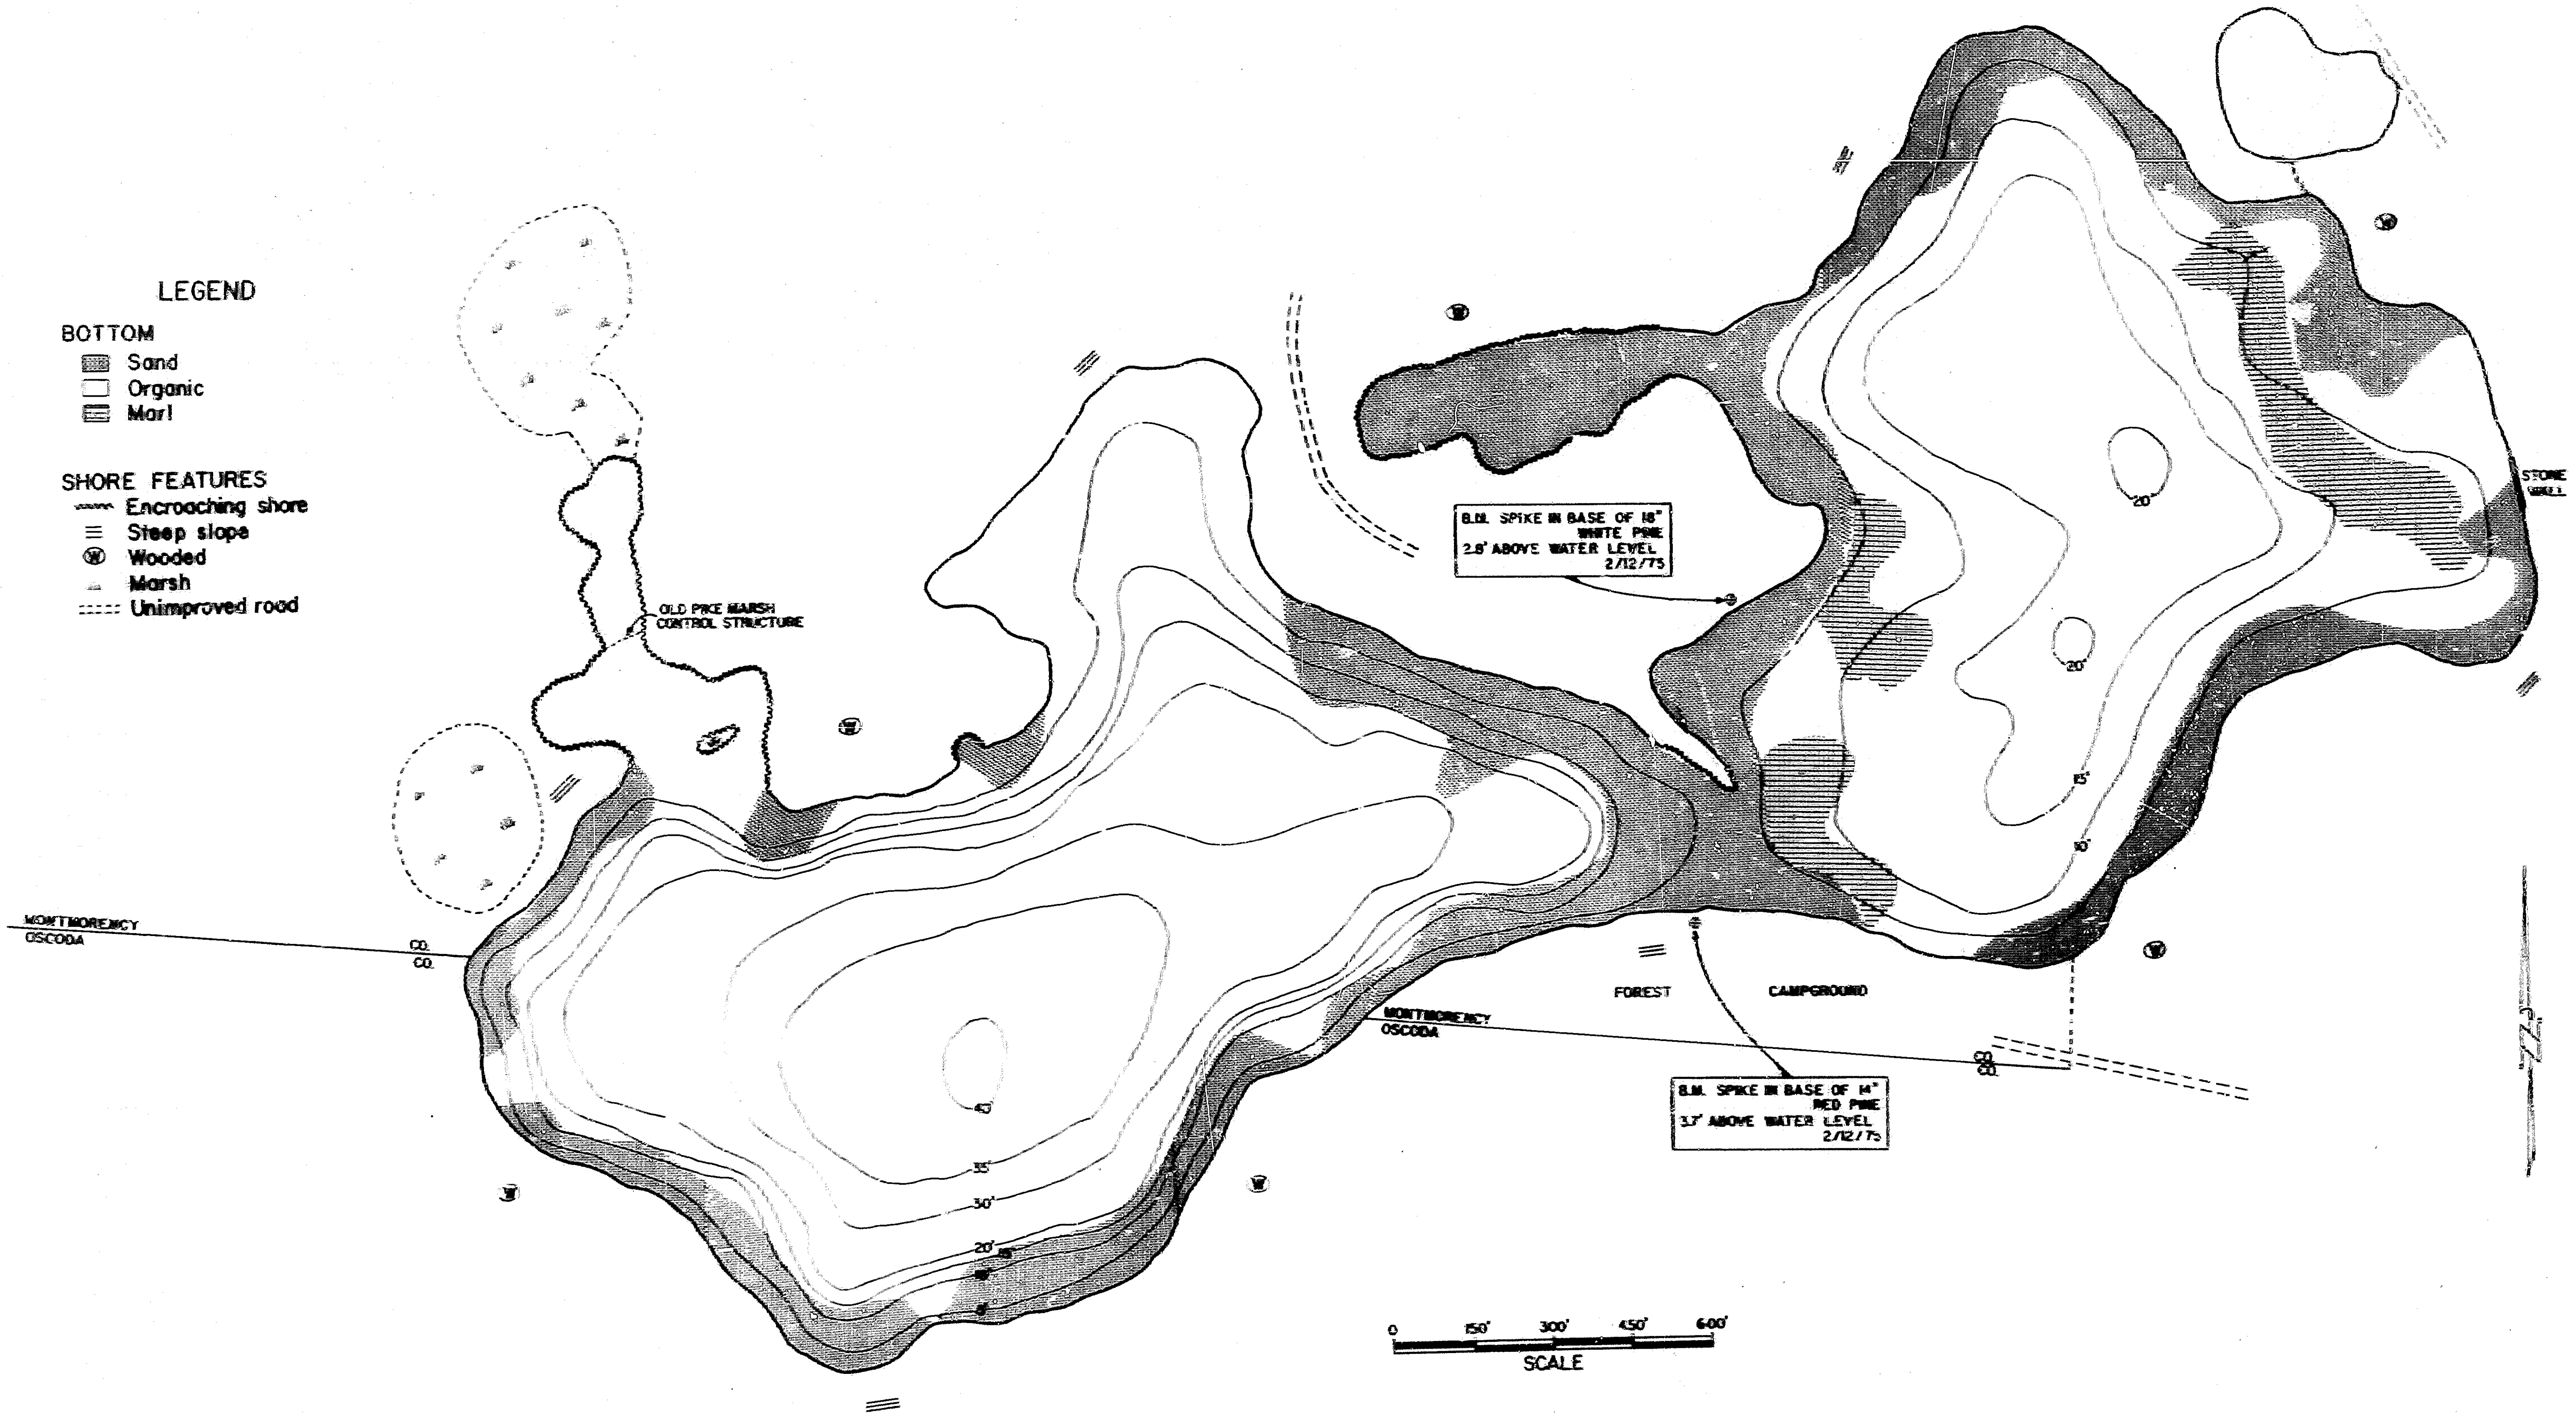 LEGEND
BOTTOM
Sand
Organic
Marl
SHORE FEATURES
Encroaching shore
Steep slope
W Wooded
Marsh
Unimproved road
OLD PIKE MARSH
CONTROL STRUCTURE
B.M. SPIKE IN BASE OF 18"
WHITE PINE
2.8' ABOVE WATER LEVEL
2/12/75
STONE
W
W
W
W
W
W
20'
20'
15'
10'
MONTMORENCY CO.
OSCODA CO.
FOREST CAMPGROUND
MONTMORENCY CO.
OSCODA CO.
B.M. SPIKE IN BASE OF 14"
RED PINE
3.7' ABOVE WATER LEVEL
2/12/75
40'
35'
30'
20'
15'
10'
5'
0 150' 300' 450' 600'
SCALE
N